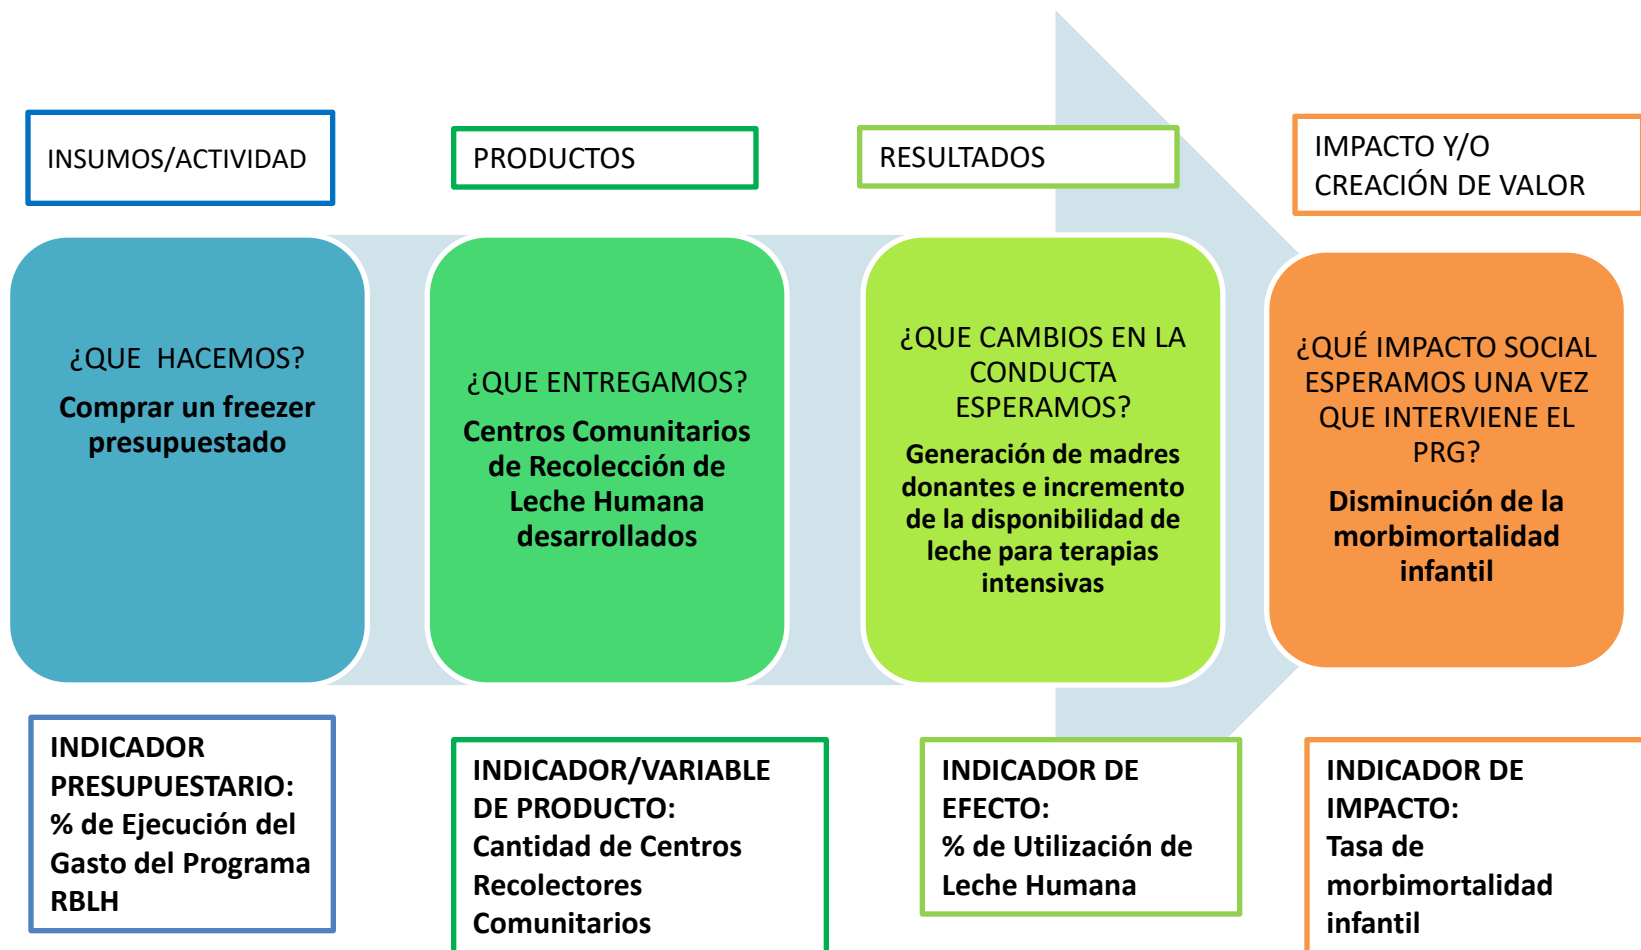 INSUMOS/ACTIVIDAD
PRODUCTOS
RESULTADOS
IMPACTO Y/O
CREACIÓN DE VALOR
¿QUE HACEMOS?
Comprar un freezer
presupuestado
¿QUE ENTREGAMOS?
Centros Comunitarios
de Recolección de
Leche Humana
desarrollados
¿QUE CAMBIOS EN LA
CONDUCTA
ESPERAMOS?
Generación de madres
donantes e incremento
de la disponibilidad de
leche para terapias
intensivas
¿QUÉ IMPACTO SOCIAL
ESPERAMOS UNA VEZ
QUE INTERVIENE EL
PRG?
Disminución de la
morbimortalidad
infantil
INDICADOR
PRESUPUESTARIO:
% de Ejecución del
Gasto del Programa
RBLH
INDICADOR/VARIABLE
DE PRODUCTO:
Cantidad de Centros
Recolectores
Comunitarios
INDICADOR DE
EFECTO:
% de Utilización de
Leche Humana
INDICADOR DE
IMPACTO:
Tasa de
morbimortalidad
infantil